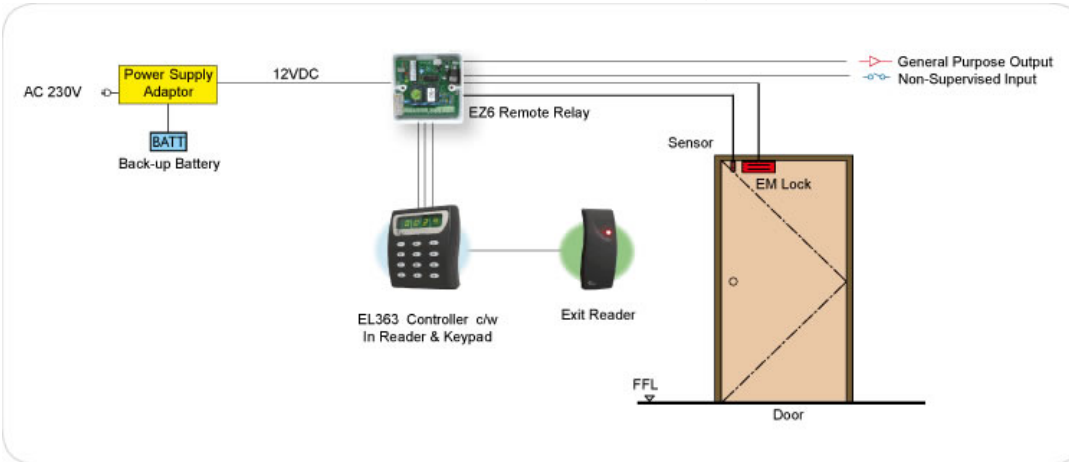 AC 230V
Power Supply
Adaptor
12VDC
BATT
Back-up Battery
EZ6 Remote Relay
General Purpose Output
Non-Supervised Input
Sensor
EM Lock
EL363 Controller c/w
In Reader & Keypad
Exit Reader
FFL
Door